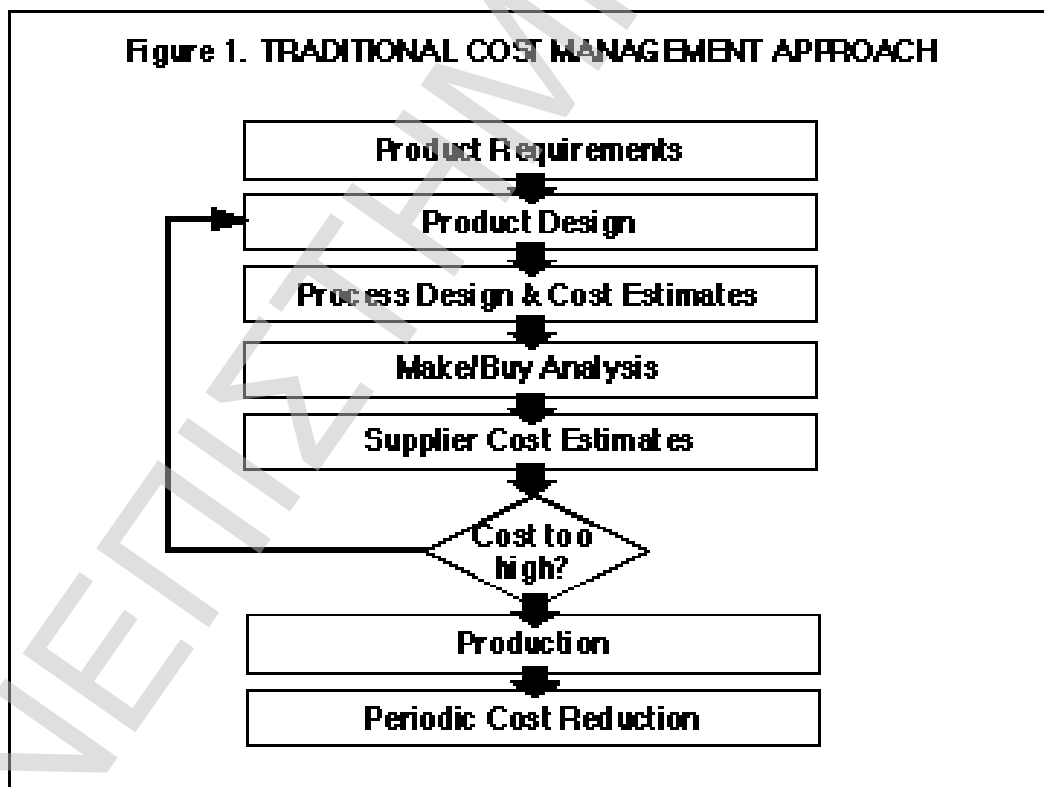 Figure 1. TRADITIONAL COST MANAGEMENT APPROACH
Product Requirements
Product Design
Process Design & Cost Estimates
Make/Buy Analysis
Supplier Cost Estimates
Cost too
high?
Production
Periodic Cost Reduction